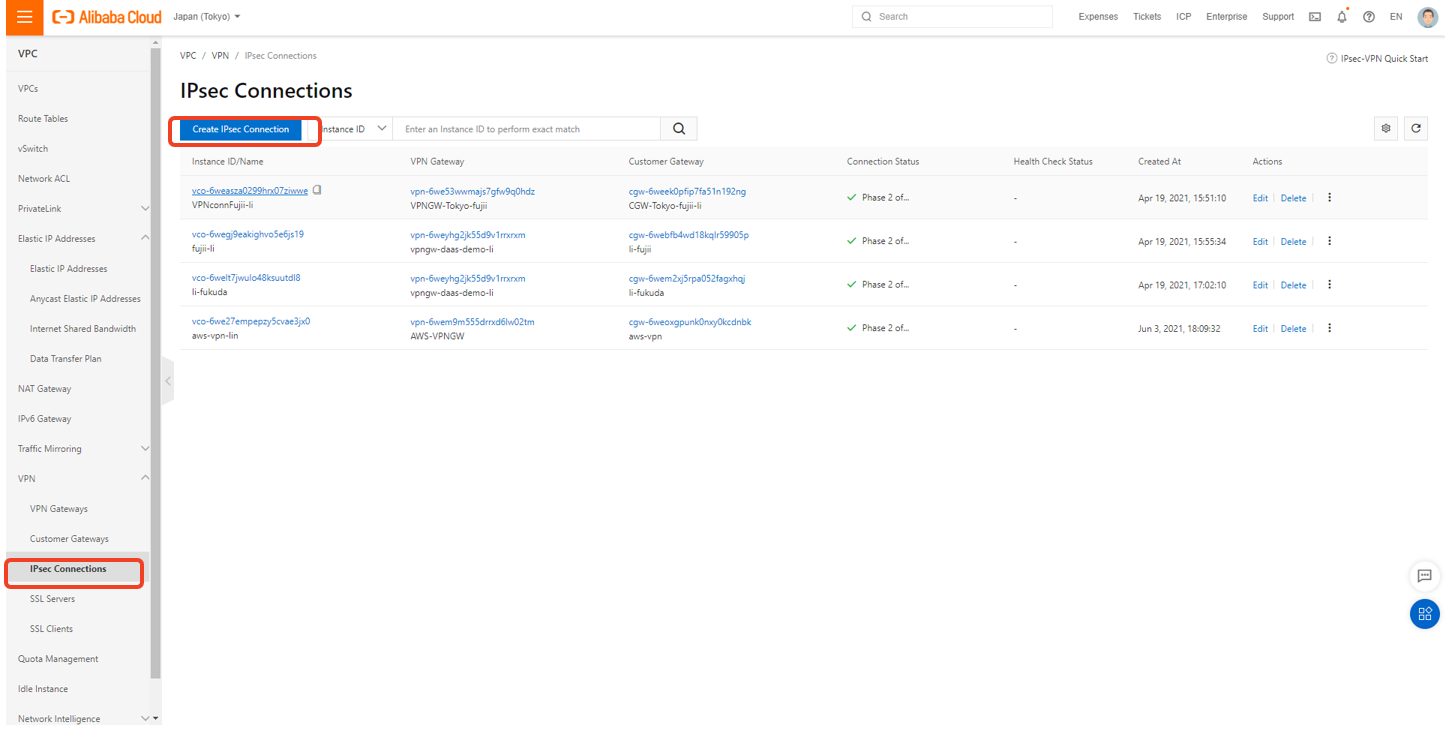 Alibaba Cloud
Japan (Tokyo)
Search
Expenses
Tickets
ICP
Enterprise
Support
EN
VPC
VPCs
Route Tables
vSwitch
Network ACL
PrivateLink
Elastic IP Addresses
Elastic IP Addresses
Anycast Elastic IP Addresses
Internet Shared Bandwidth
Data Transfer Plan
NAT Gateway
IPv6 Gateway
Traffic Mirroring
VPN
VPN Gateways
Customer Gateways
IPsec Connections
SSL Servers
SSL Clients
Quota Management
Idle Instance
Network Intelligence
VPC / VPN / IPsec Connections
IPsec-VPN Quick Start
IPsec Connections
Create IPsec Connection
Instance ID
Enter an Instance ID to perform exact match
Instance ID/Name VPN Gateway Customer Gateway Connection Status Health Check Status Created At Actions
vco-6weasza0299hrx07ziwwe vpn-6we53wwmajs7gfw9q0hdz cgw-6week0pfip7fa51n192ng
Phase 2 of... - Apr 19, 2021, 15:51:10 Edit Delete
VPNconnFujii-li VPNGW-Tokyo-fujii CGW-Tokyo-fujii-li
vco-6wegj9eakighvo5e6js19 vpn-6weyhg2jk55d9v1rrxrxm cgw-6webfb4wd18kqlr59905p
Phase 2 of... - Apr 19, 2021, 15:55:34 Edit Delete
fujii-li vpngw-daas-demo-li li-fujii
vco-6welt7jwulo48ksuutdl8 vpn-6weyhg2jk55d9v1rrxrxm cgw-6wem2xj5rpa052fagxhqj
Phase 2 of... - Apr 19, 2021, 17:02:10 Edit Delete
li-fukuda vpngw-daas-demo-li li-fukuda
vco-6we27empepzy5cvae3jx0 vpn-6wem9m555drrxd6lw02tm cgw-6weoxgpunk0nxy0kcdnbk
Phase 2 of... - Jun 3, 2021, 18:09:32 Edit Delete
aws-vpn-lin AWS-VPNGW aws-vpn